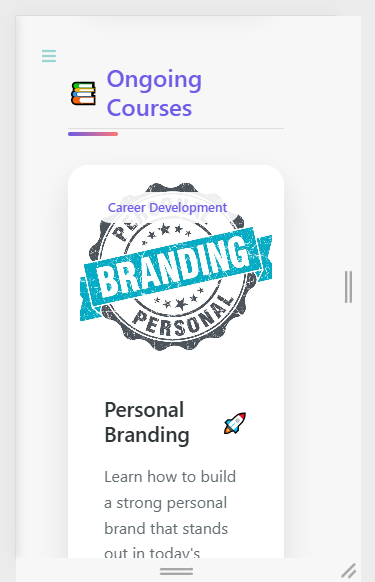 Ongoing
Courses
Career Development
PERSONAL
BRANDING
PERSONAL
Personal
Branding
Learn how to build
a strong personal
brand that stands
out in today's